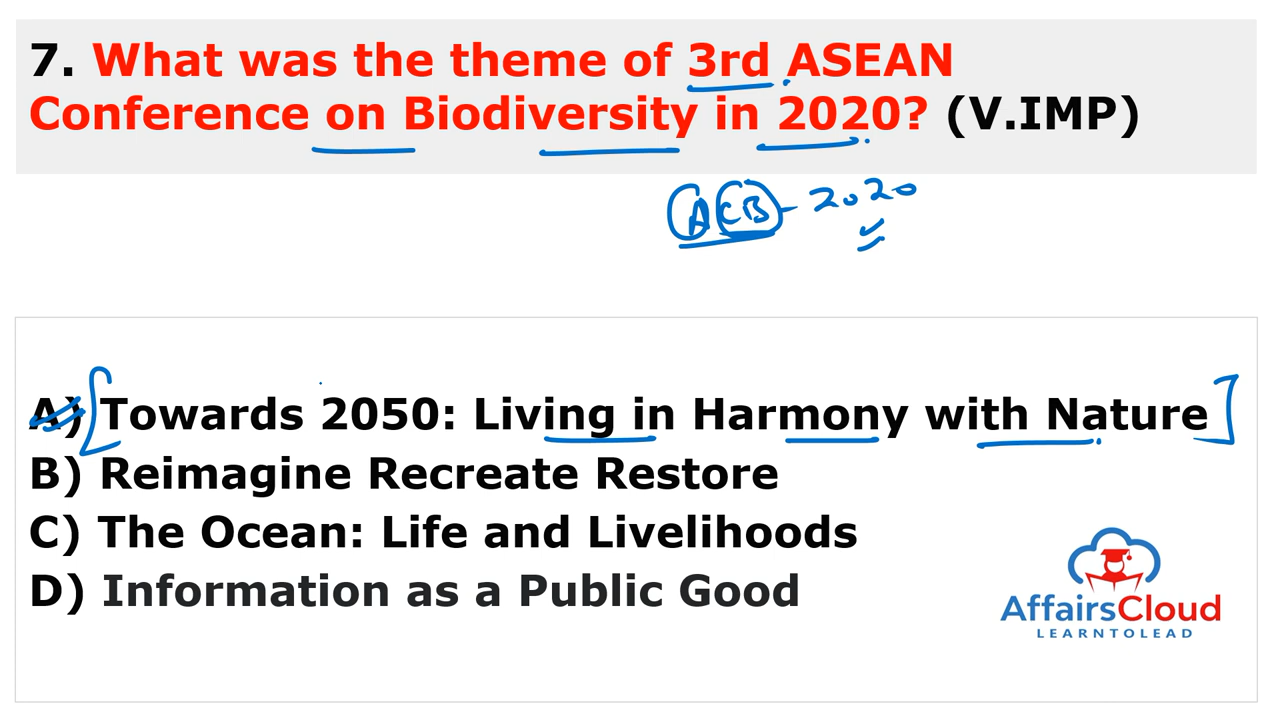 7. What was the theme of 3rd ASEAN
Conference on Biodiversity in 2020? (V.IMP)
ACB - 2020
A) Towards 2050: Living in Harmony with Nature
B) Reimagine Recreate Restore
C) The Ocean: Life and Livelihoods
D) Information as a Public Good
AffairsCloud
LEARNTOLEAD